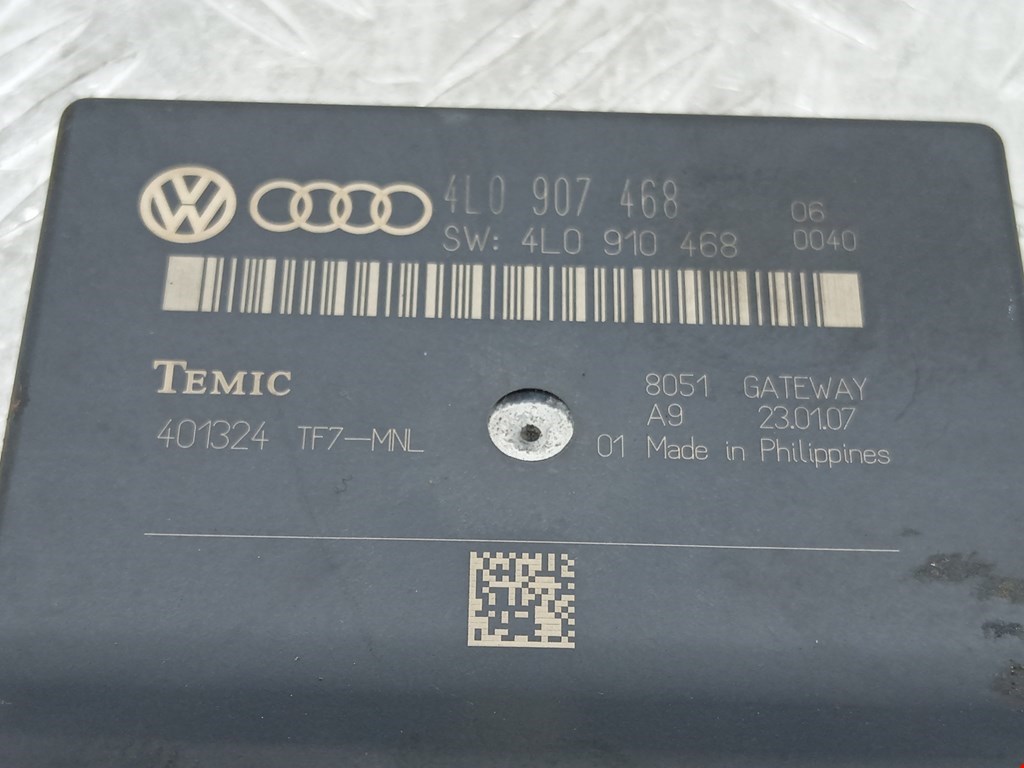 4L0 907 468 06
SW: 4L0 910 468 0040
TEMIC
401324 TF7-MNL
8051 GATEWAY
A9 23.01.07
01 Made in Philippines